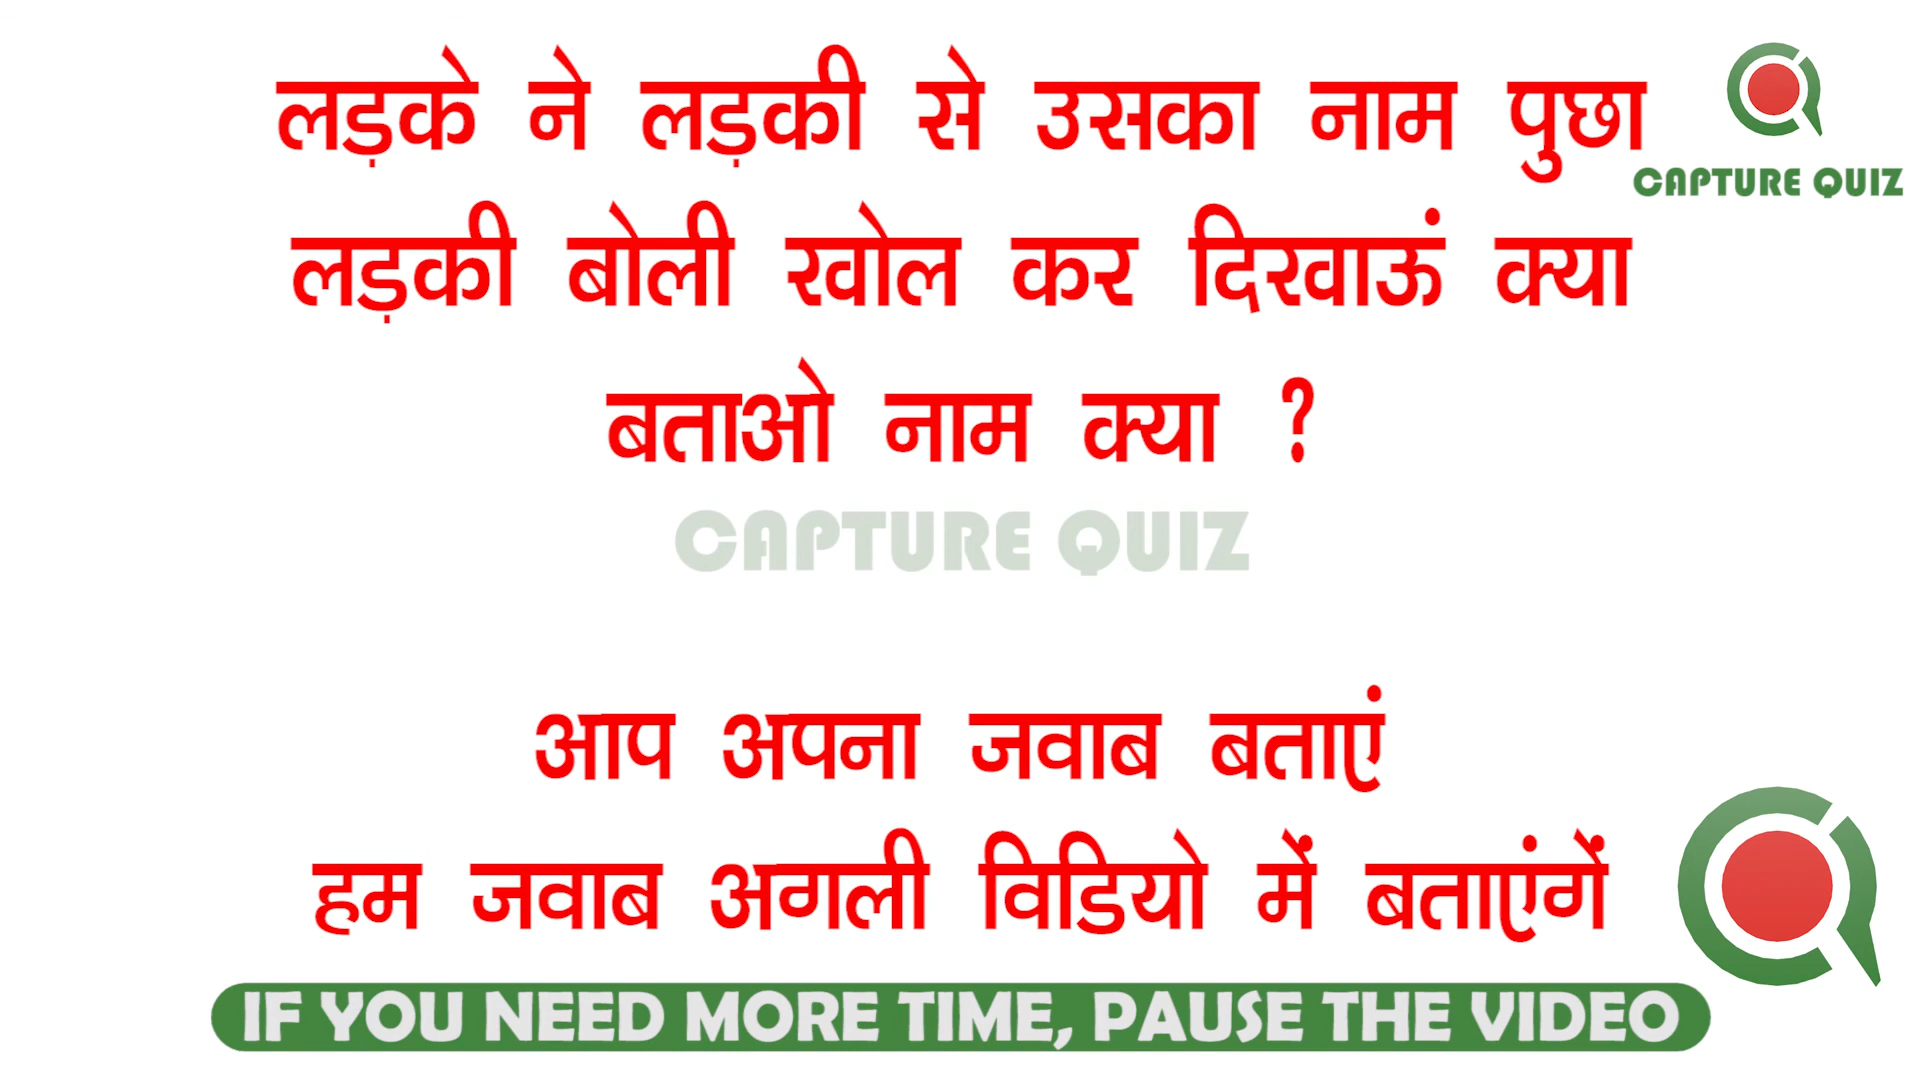 लड़के ने लड़की से उसका नाम पुछा
CAPTURE QUIZ
लड़की बोली खोल कर दिखाऊं क्या
बताओ नाम क्या ?
CAPTURE QUIZ
आप अपना जवाब बताएं
हम जवाब अगली विडियो में बताएंगें
IF YOU NEED MORE TIME, PAUSE THE VIDEO